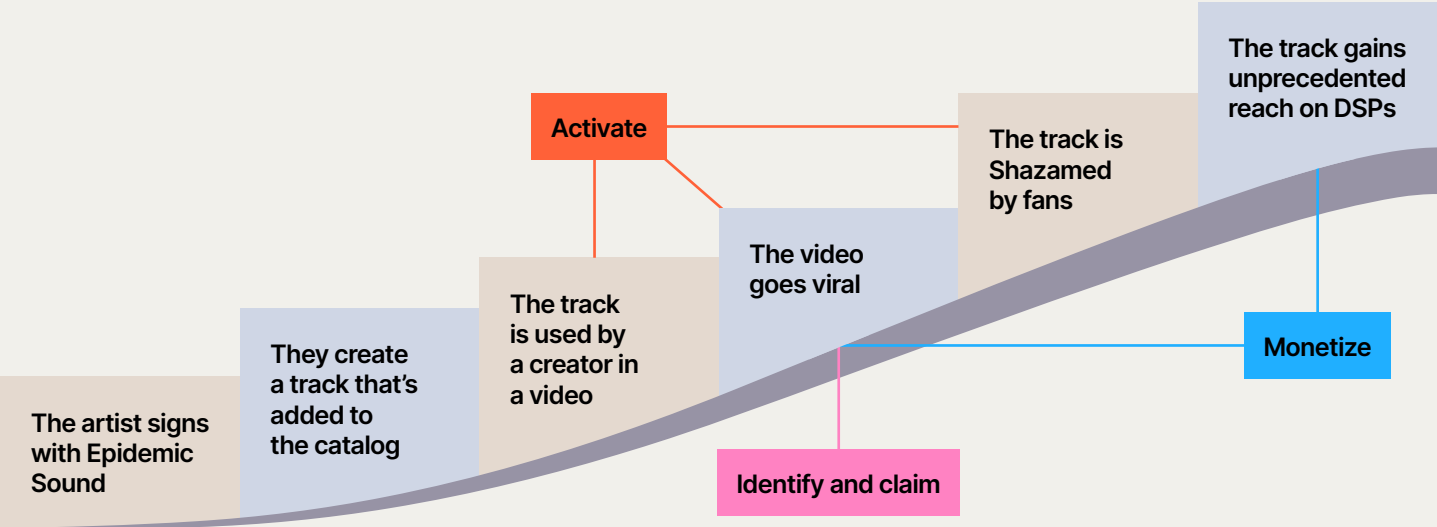 The artist signs
with Epidemic
Sound
They create
a track that’s
added to
the catalog
The track
is used by
a creator in
a video
The video
goes viral
The track is
Shazamed
by fans
The track gains
unprecedented
reach on DSPs
Activate
Monetize
Identify and claim